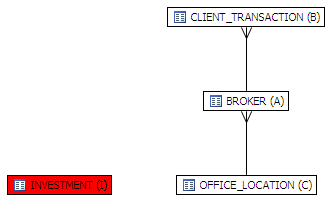 CLIENT_TRANSACTION (B)
BROKER (A)
INVESTMENT (I)
OFFICE_LOCATION (C)